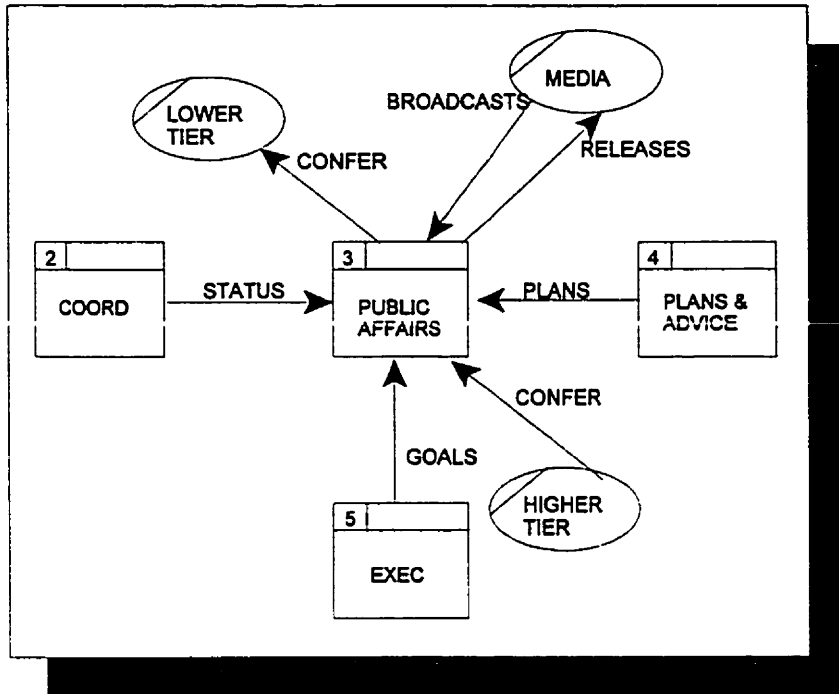 MEDIA
BROADCASTS
LOWER
TIER
CONFER
RELEASES
2
COORD
STATUS
3
PUBLIC
AFFAIRS
PLANS
4
PLANS &
ADVICE
CONFER
GOALS
HIGHER
TIER
5
EXEC